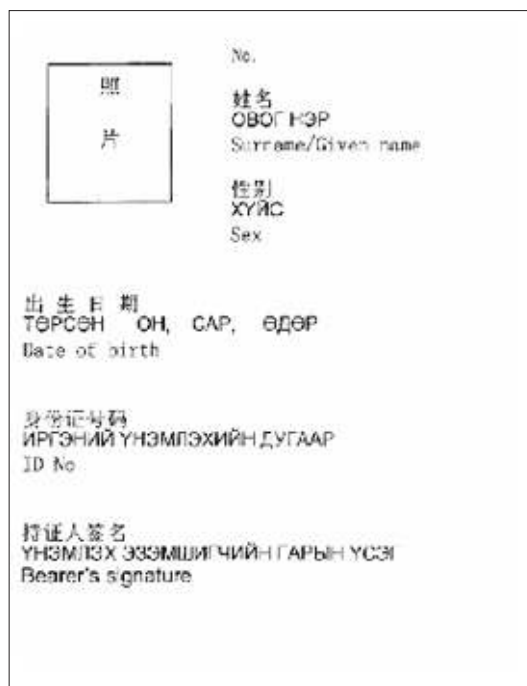 照
片
No.
姓名
ОВОГ НЭР
Surname/Given name
性别
ХҮЙС
Sex
出 生 日 期
ТӨРСӨН ОН, САР, ӨДӨР
Date of birth
身份证号码
ИРГЭНИЙ ҮНЭМЛЭХИЙН ДУГААР
ID No
持证人签名
ҮНЭМЛЭХ ЭЗЭМШИГЧИЙН ГАРЫН ҮСЭГ
Bearer's signature